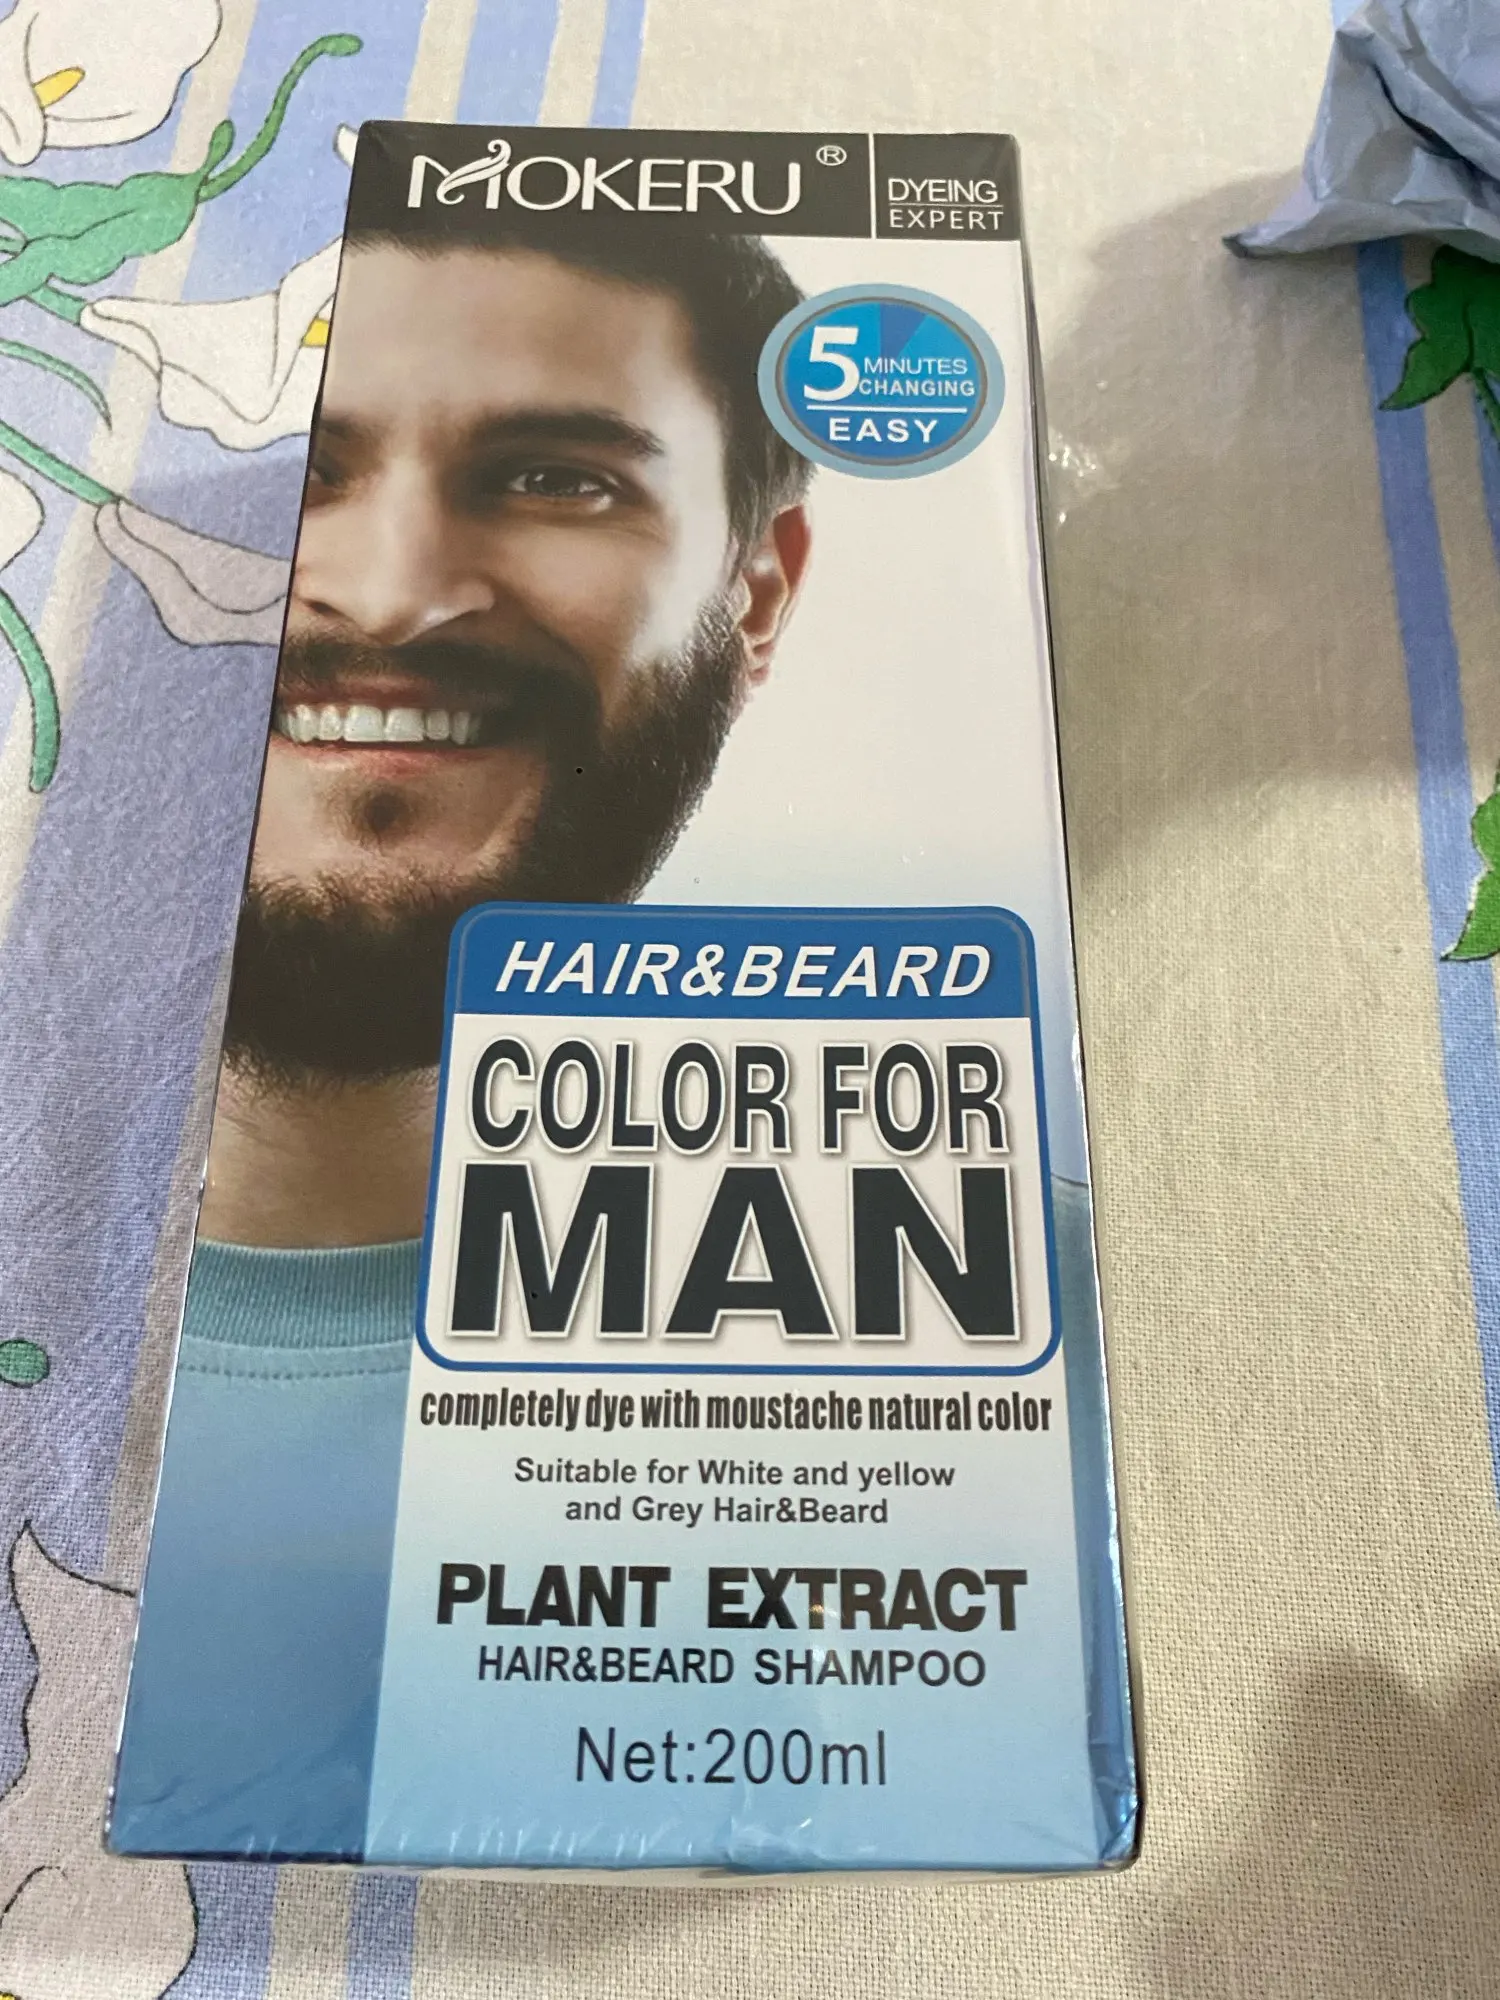 MOKERU ®
DYEING
EXPERT
5 MINUTES
CHANGING
EASY
HAIR&BEARD
COLOR FOR
MAN
completely dye with moustache natural color
Suitable for White and yellow
and Grey Hair&Beard
PLANT EXTRACT
HAIR&BEARD SHAMPOO
Net:200ml